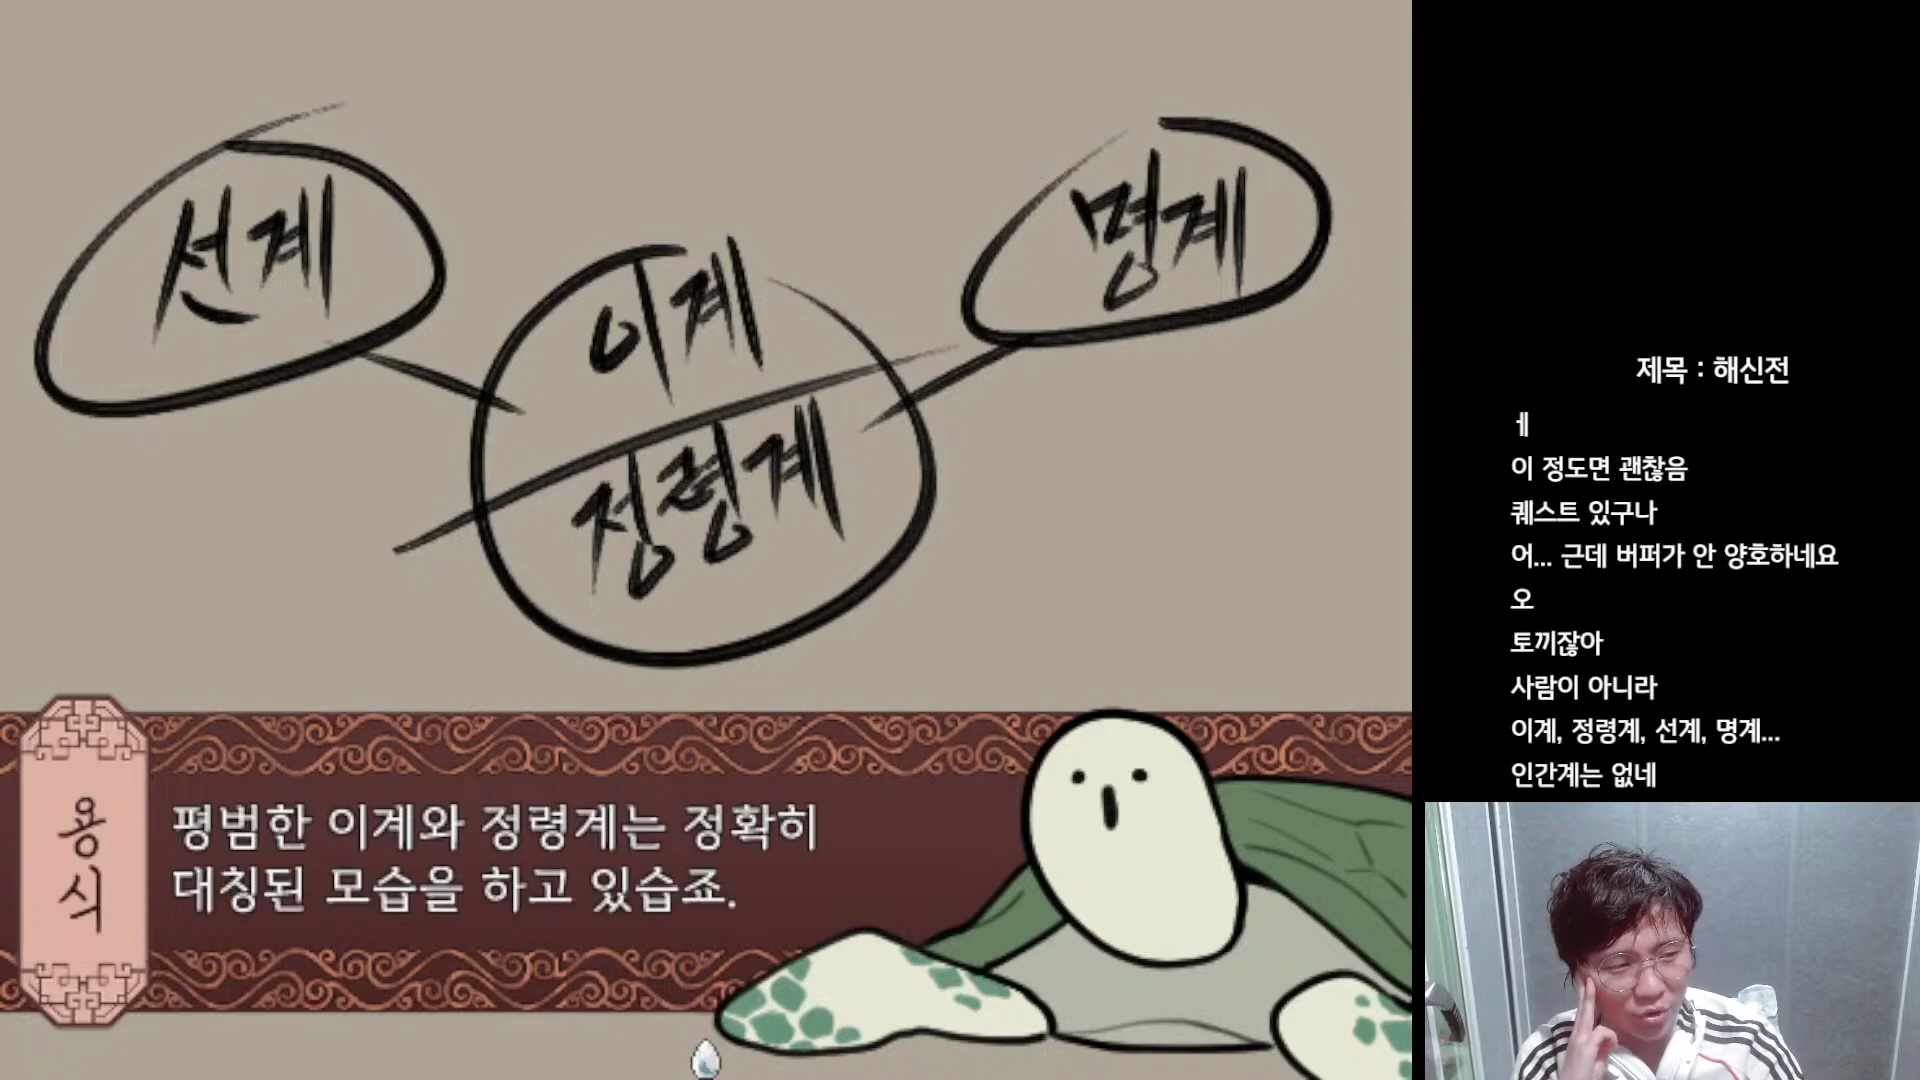 선계
명계
이계
정령계
용식
평범한 이계와 정령계는 정확히
대칭된 모습을 하고 있습죠.
제목 : 해신전
ㅔ
이 정도면 괜찮음
퀘스트 있구나
어... 근데 버퍼가 안 양호하네요
오
토끼잖아
사람이 아니라
이계, 정령계, 선계, 명계...
인간계는 없네